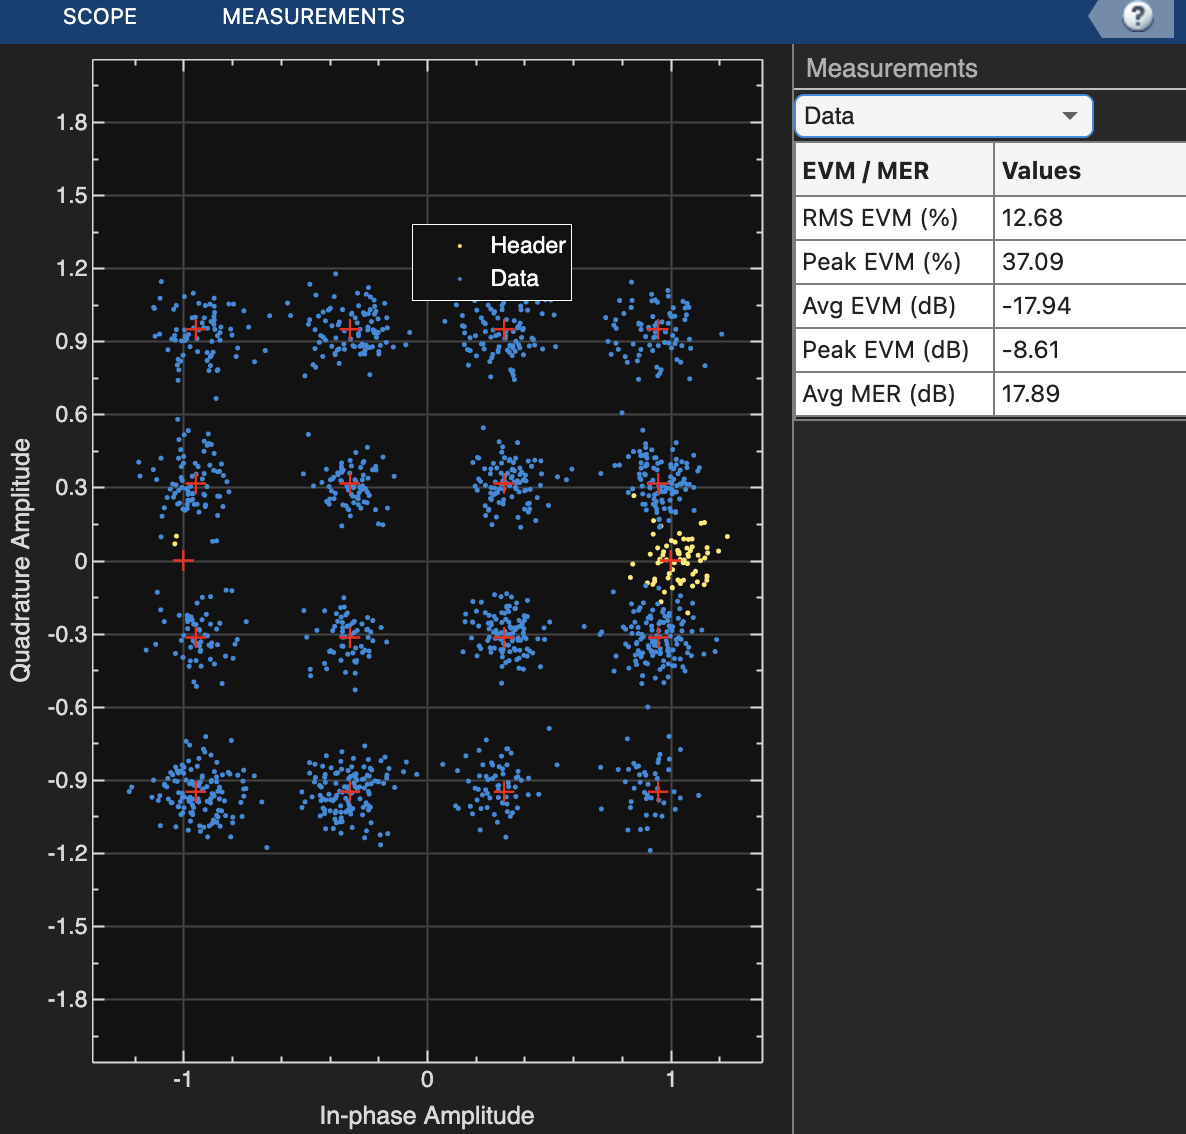 SCOPE MEASUREMENTS ?
Measurements
Data
EVM / MER Values
RMS EVM (%) 12.68
Peak EVM (%) 37.09
Avg EVM (dB) -17.94
Peak EVM (dB) -8.61
Avg MER (dB) 17.89
Header
Data
1.8
1.5
1.2
0.9
0.6
0.3
0
-0.3
-0.6
-0.9
-1.2
-1.5
-1.8
Quadrature Amplitude
-1 0 1
In-phase Amplitude